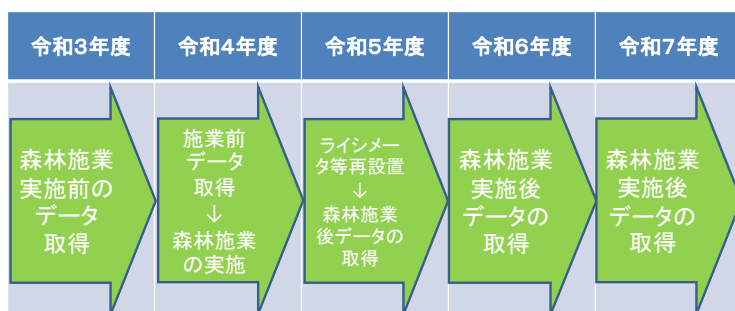 令和3年度
令和4年度
令和5年度
令和6年度
令和7年度
森林施業
実施前の
データ
取得
施業前
データ
取得
↓
森林施業
の実施
ライシメー
タ等再設置
↓
森林施業
後データの
取得
森林施業
実施後
データの
取得
森林施業
実施後
データの
取得